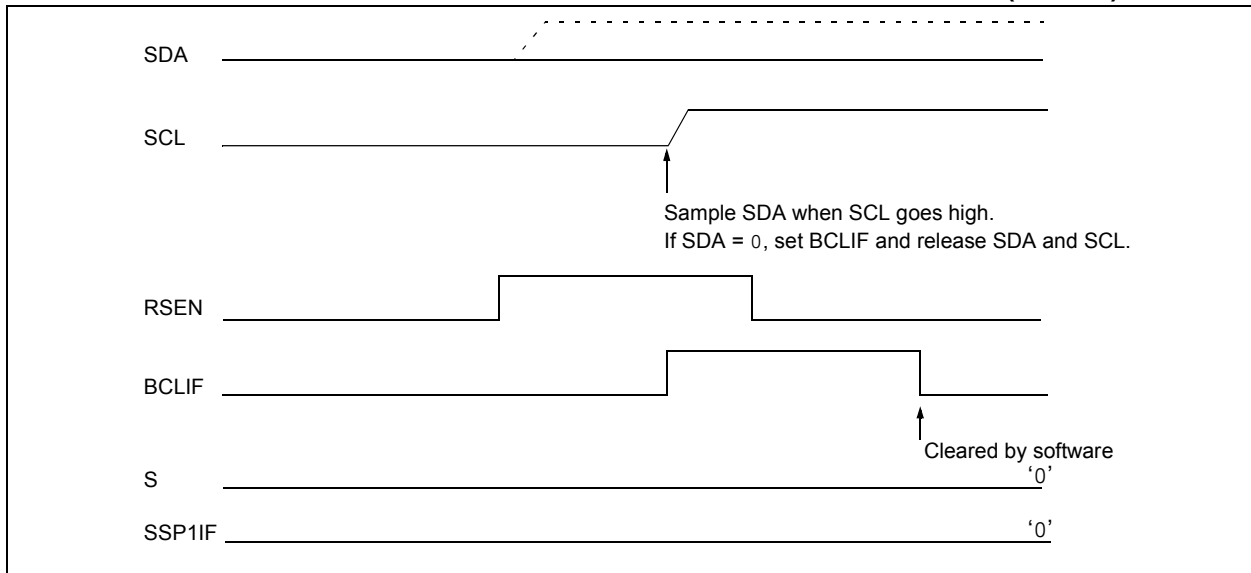 SDA
SCL
Sample SDA when SCL goes high.
If SDA = 0, set BCLIF and release SDA and SCL.
RSEN
BCLIF
Cleared by software
S
‘0’
SSP1IF
‘0’